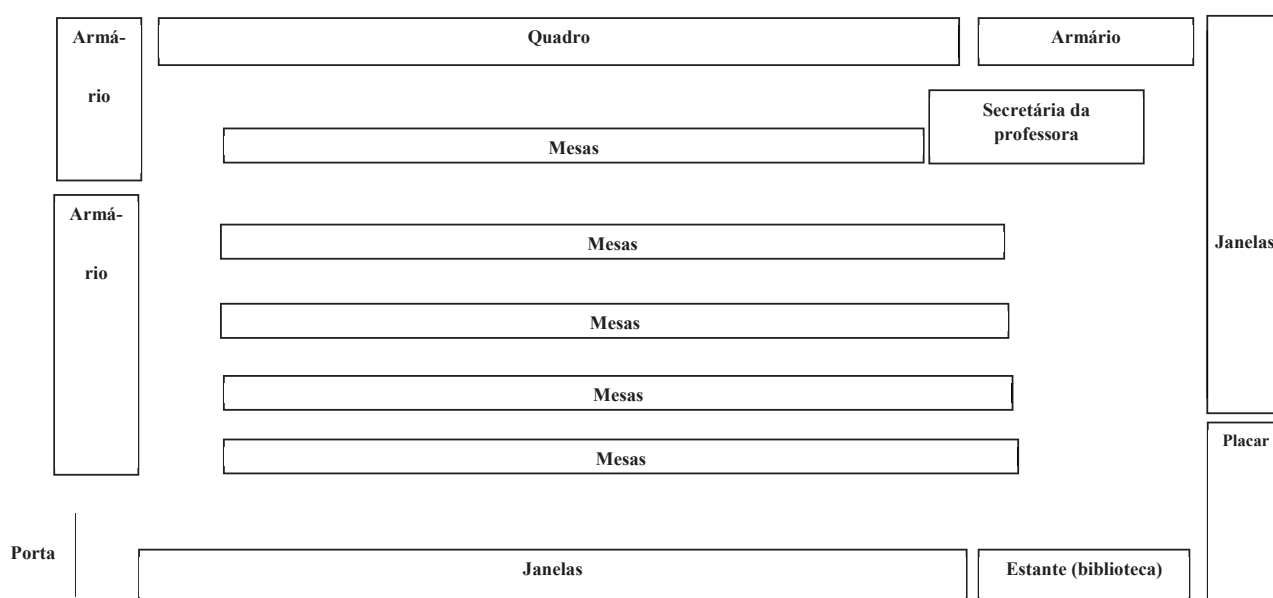 Armá-
rio
Quadro
Armário
Secretária da
professora
Mesas
Armá-
rio
Mesas
Janelas
Mesas
Mesas
Placar
Mesas
Porta
Janelas
Estante (biblioteca)